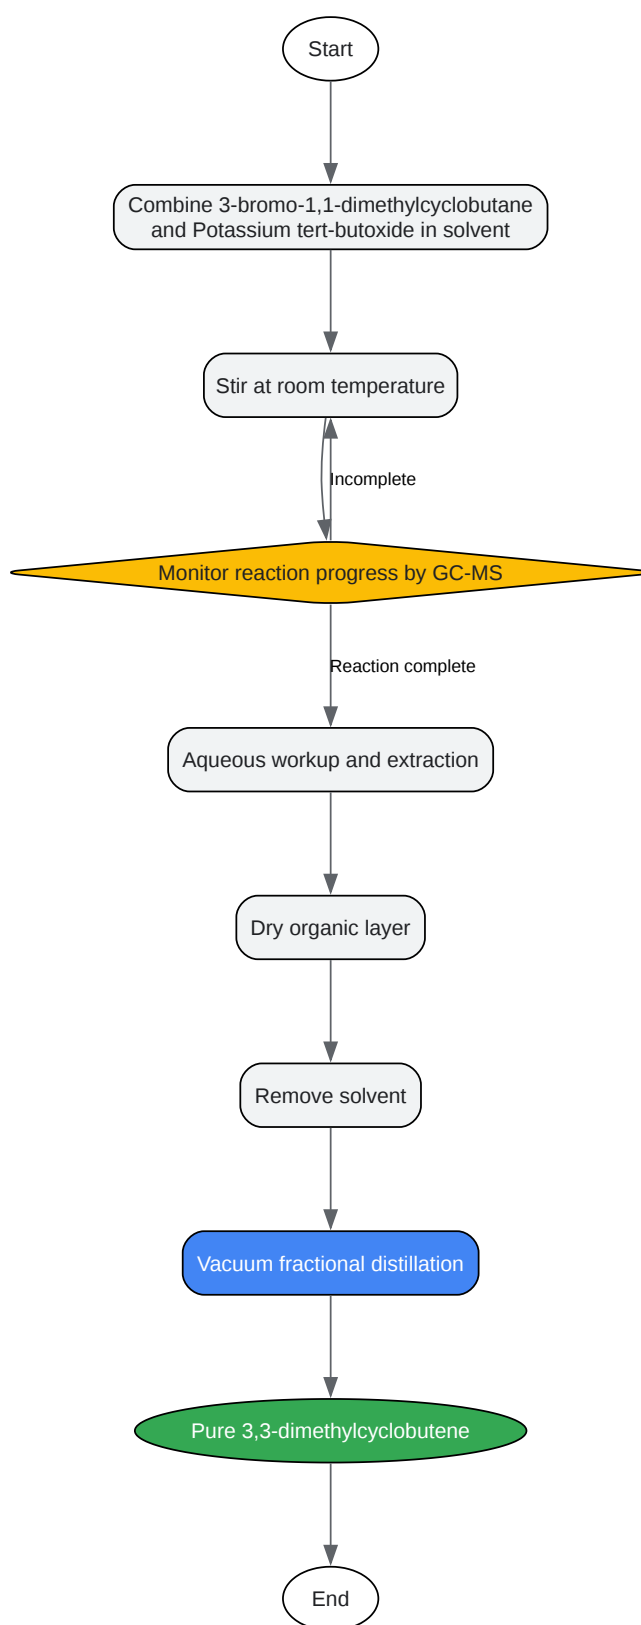 Start
Combine 3-bromo-1,1-dimethylcyclobutane
and Potassium tert-butoxide in solvent
Stir at room temperature
Incomplete
Monitor reaction progress by GC-MS
Reaction complete
Aqueous workup and extraction
Dry organic layer
Remove solvent
Vacuum fractional distillation
Pure 3,3-dimethylcyclobutene
End